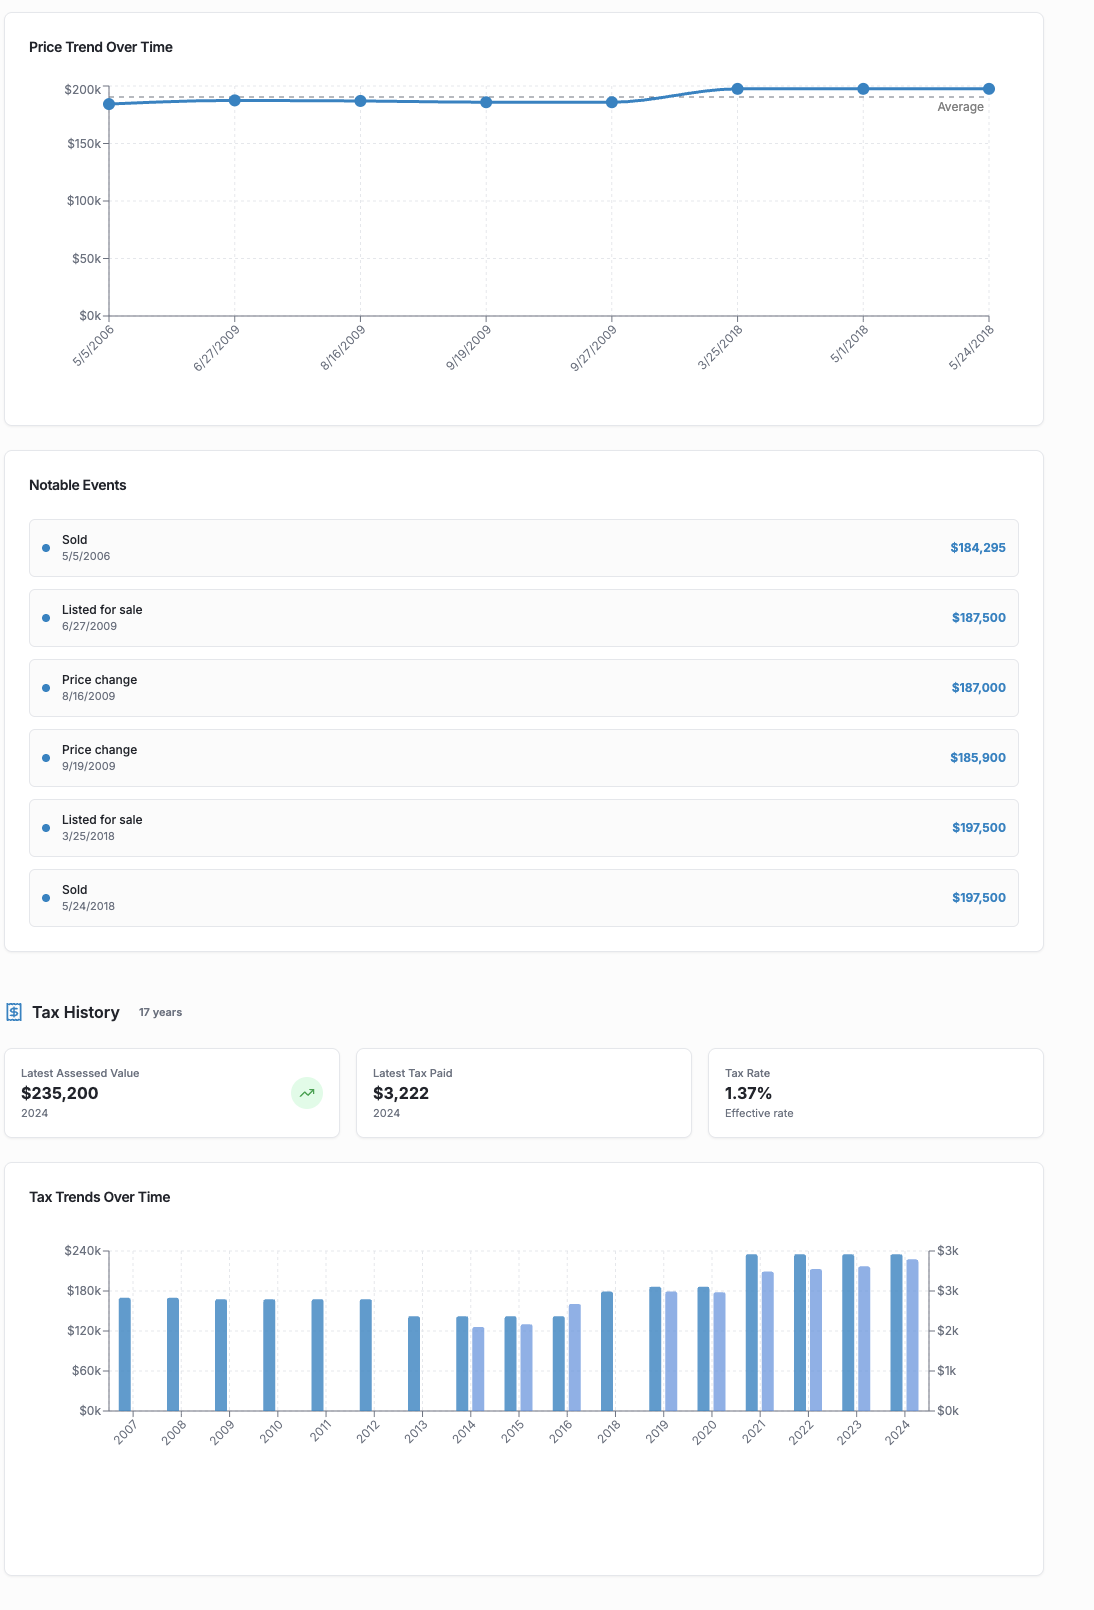 Price Trend Over Time
$200k
$150k
$100k
$50k
$0k
Average
5/5/2006
6/27/2009
8/16/2009
9/19/2009
9/27/2009
3/25/2018
5/1/2018
5/24/2018
Notable Events
Sold
5/5/2006
$184,295
Listed for sale
6/27/2009
$187,500
Price change
8/16/2009
$187,000
Price change
9/19/2009
$185,900
Listed for sale
3/25/2018
$197,500
Sold
5/24/2018
$197,500
Tax History 17 years
Latest Assessed Value
$235,200
2024
Latest Tax Paid
$3,222
2024
Tax Rate
1.37%
Effective rate
Tax Trends Over Time
$240k
$180k
$120k
$60k
$0k
$3k
$3k
$2k
$1k
$0k
2007
2008
2009
2010
2011
2012
2013
2014
2015
2016
2018
2019
2020
2021
2022
2023
2024